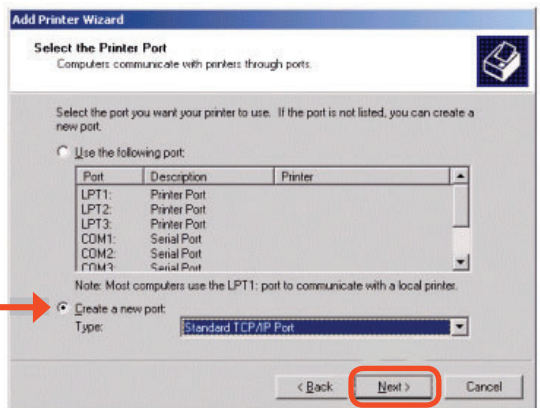 Add Printer Wizard
Select the Printer Port
Computers communicate with printers through ports.
Select the port you want your printer to use. If the port is not listed, you can create a
new port.
Use the following port:
Port Description Printer
LPT1: Printer Port
LPT2: Printer Port
LPT3: Printer Port
COM1: Serial Port
COM2: Serial Port
COM3: Serial Port
Note: Most computers use the LPT1: port to communicate with a local printer.
Create a new port:
Type: Standard TCP/IP Port
< Back Next > Cancel